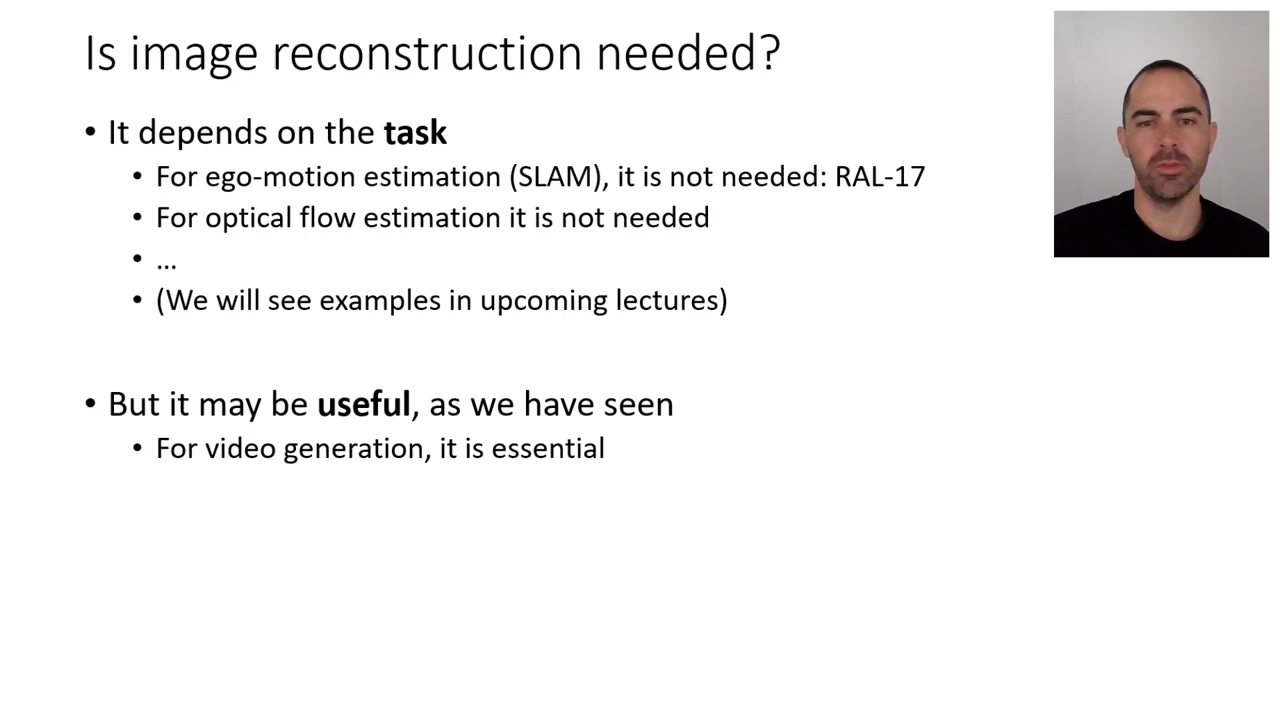 Is image reconstruction needed?
• It depends on the task
• For ego-motion estimation (SLAM), it is not needed: RAL-17
• For optical flow estimation it is not needed
• ...
• (We will see examples in upcoming lectures)
• But it may be useful, as we have seen
• For video generation, it is essential